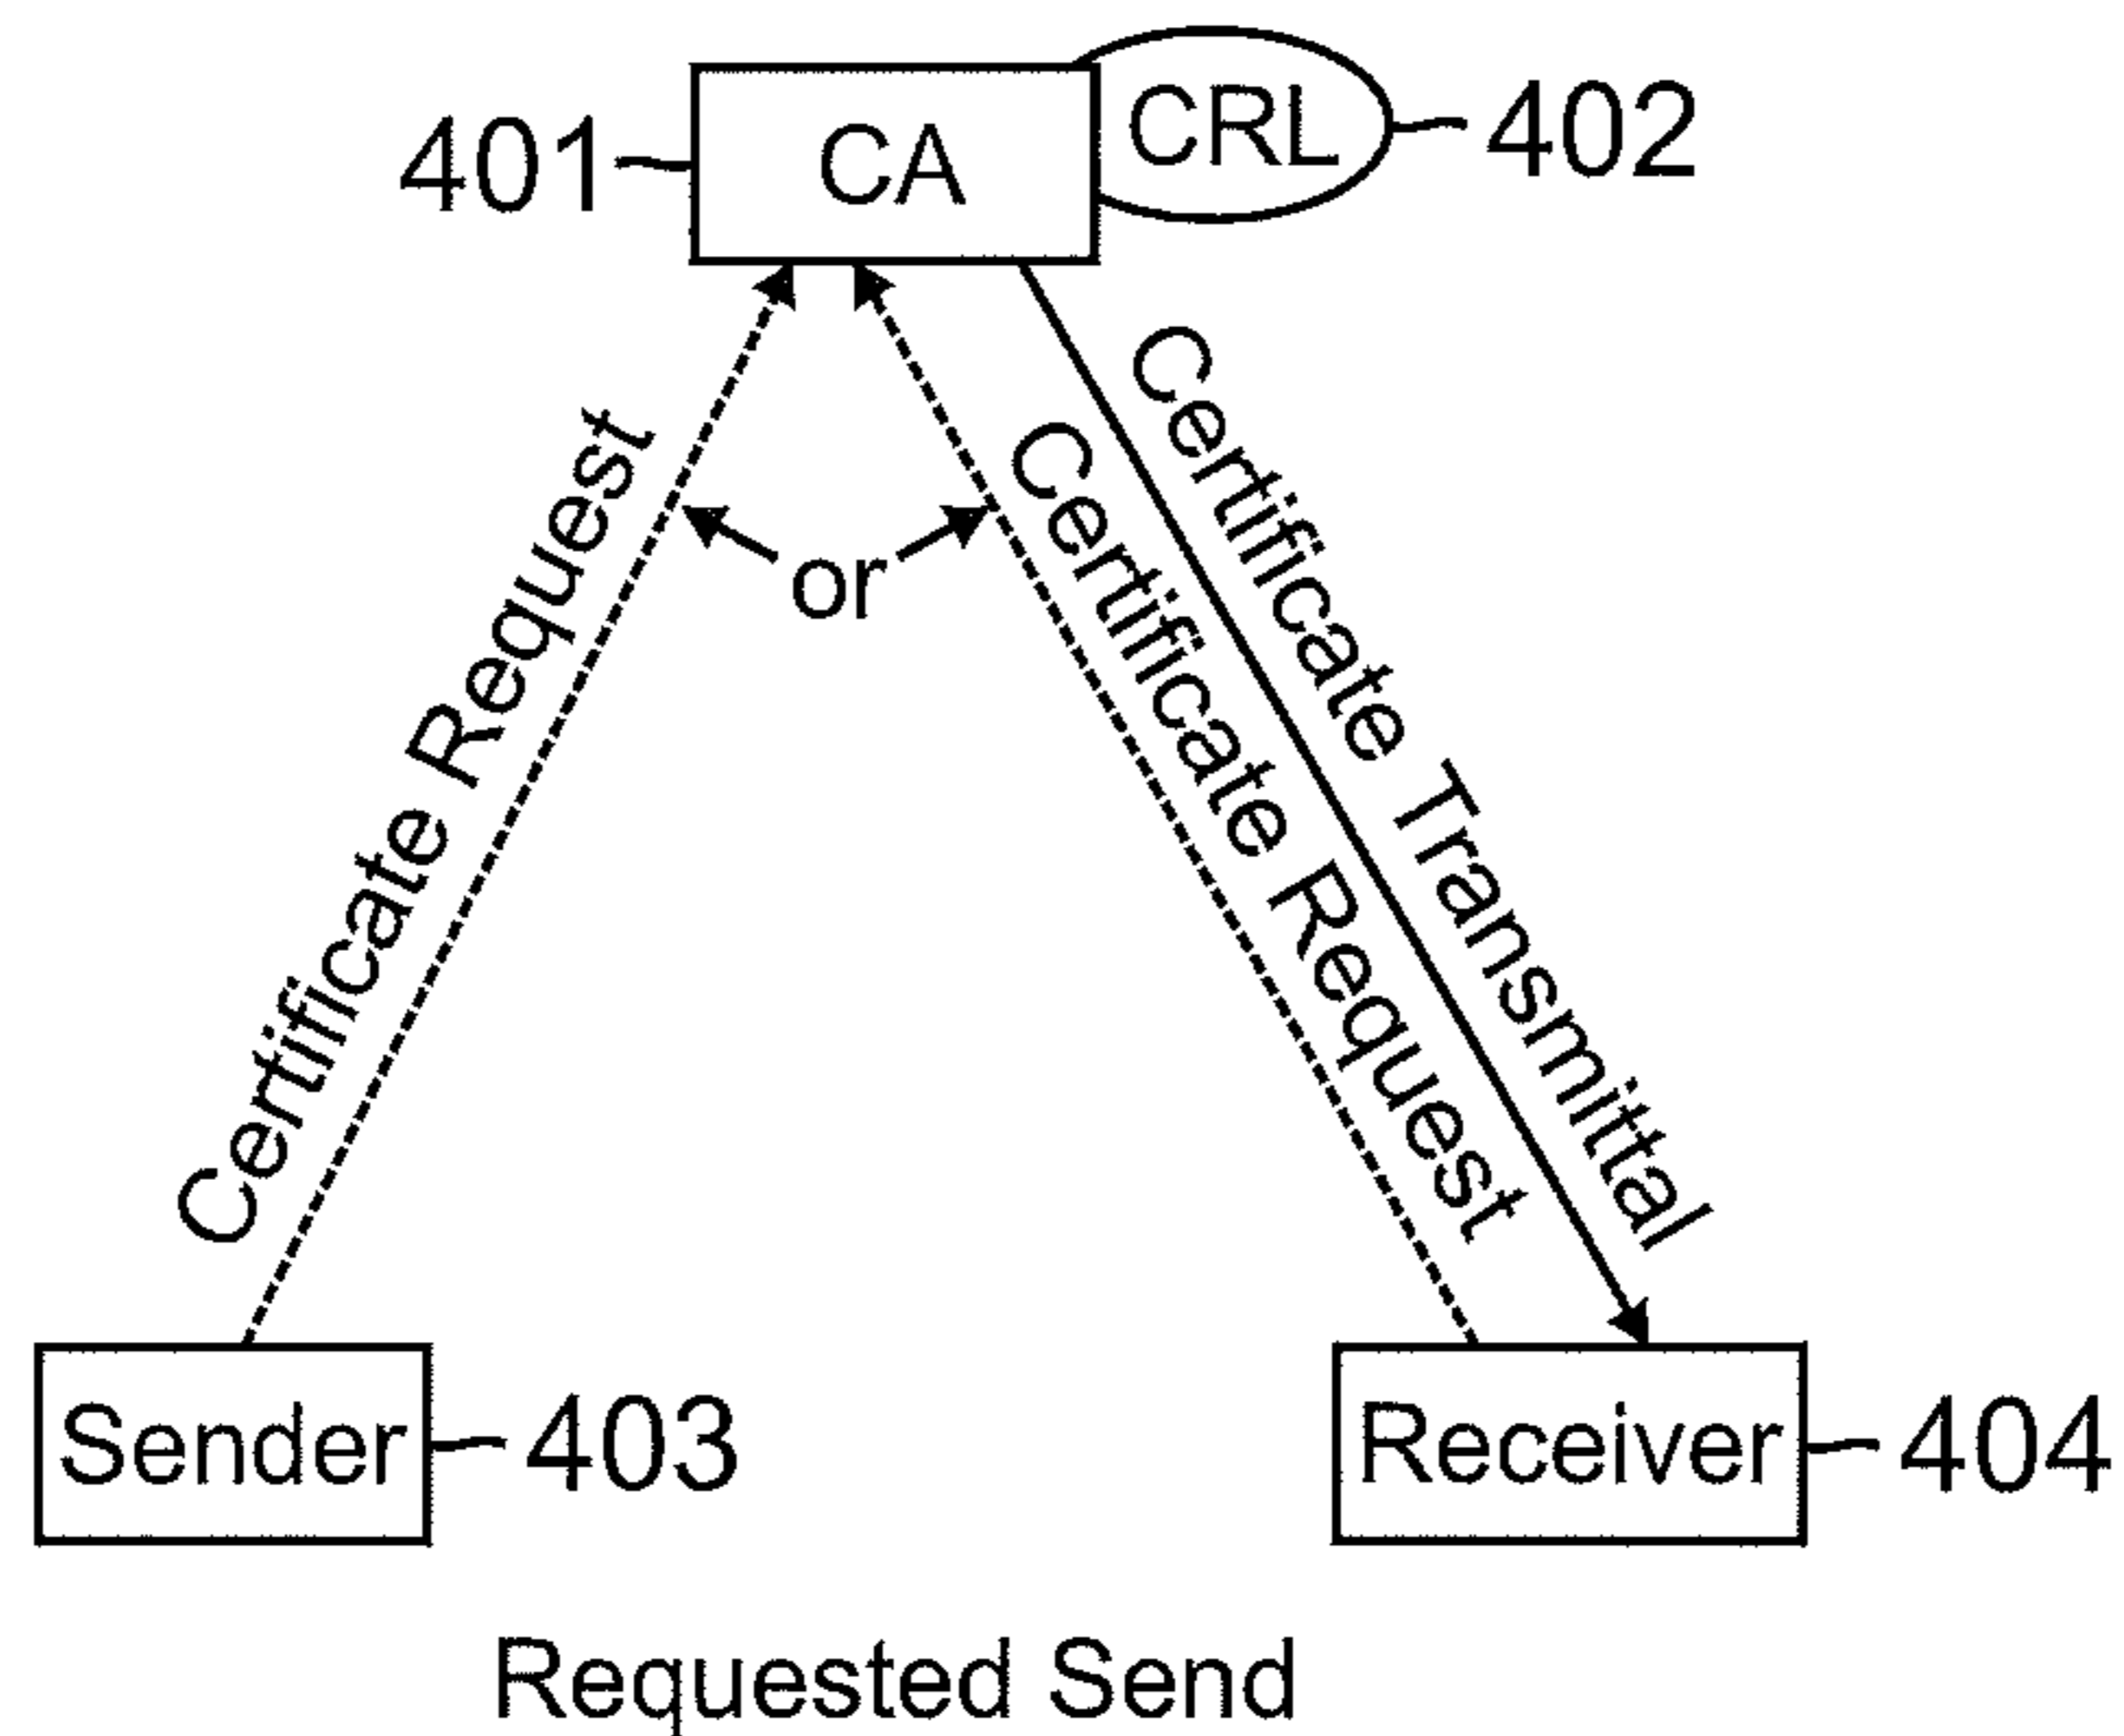 CA
CRL
401
402
Certificate Request
or
Certificate Request
Certificate Transmittal
Sender
403
Receiver
404
Requested Send